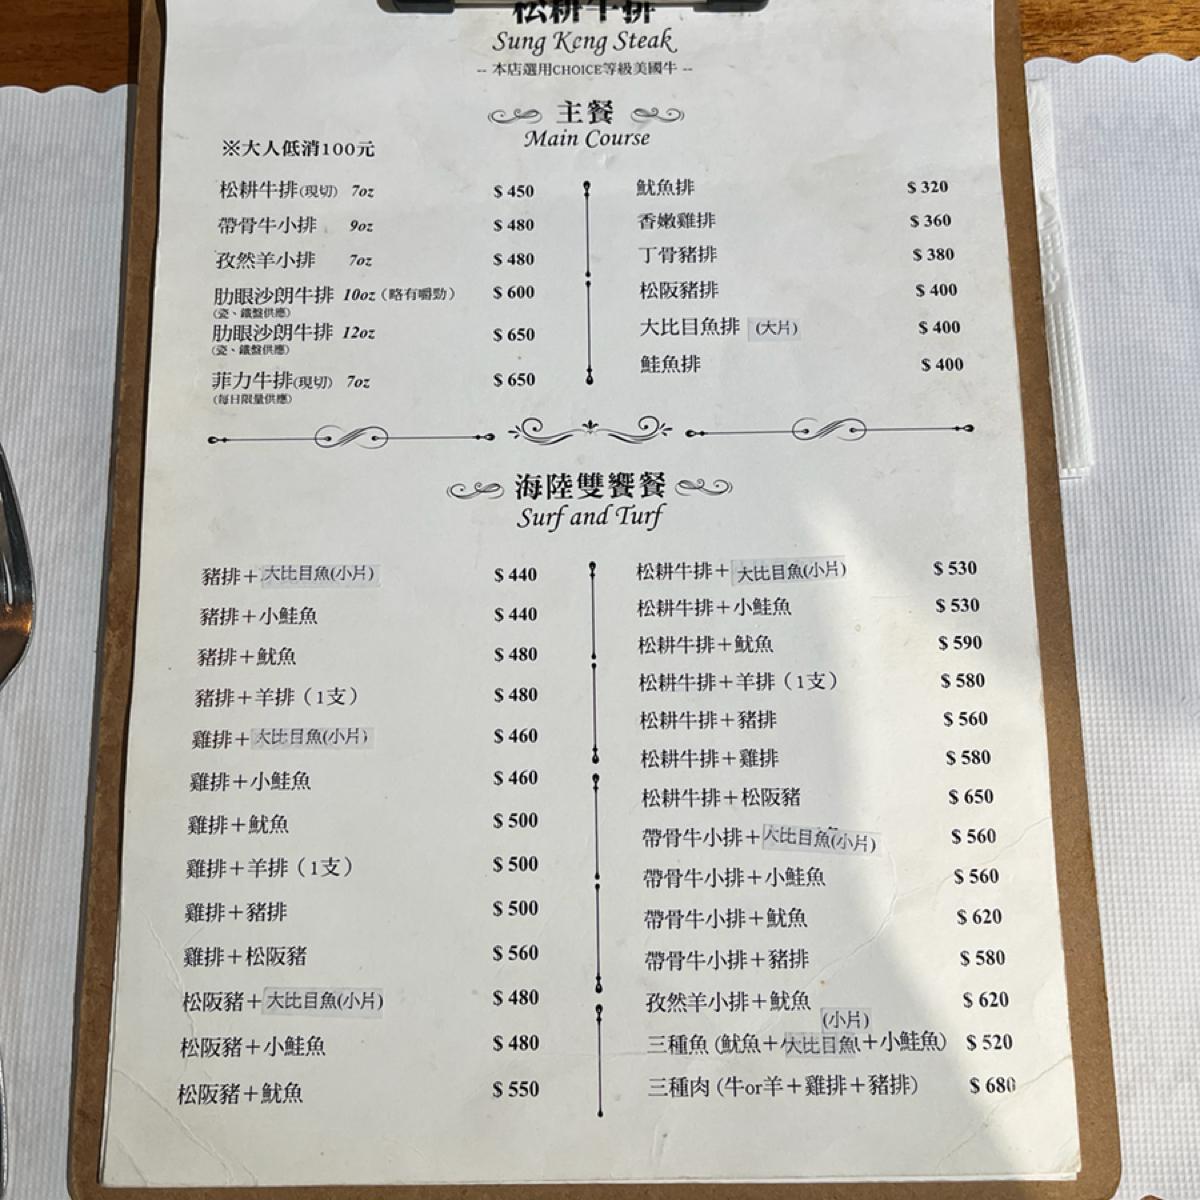 松耕牛排
Sung Keng Steak
-- 本店選用CHOICE等級美國牛 --
主餐
Main Course
※大人低消100元
松耕牛排(現切) 7oz $ 450
帶骨牛小排 9oz $ 480
孜然羊小排 7oz $ 480
肋眼沙朗牛排 10oz (略有嚼勁) $ 600
(瓷、鐵盤供應)
肋眼沙朗牛排 12oz $ 650
(瓷、鐵盤供應)
菲力牛排(現切) 7oz $ 650
(每日限量供應)
魷魚排 $ 320
香嫩雞排 $ 360
丁骨豬排 $ 380
松阪豬排 $ 400
大比目魚排 (大片) $ 400
鮭魚排 $ 400
海陸雙饗餐
Surf and Turf
豬排＋大比目魚(小片) $ 440
豬排＋小鮭魚 $ 440
豬排＋魷魚 $ 480
豬排＋羊排（1支） $ 480
雞排＋大比目魚(小片) $ 460
雞排＋小鮭魚 $ 460
雞排＋魷魚 $ 500
雞排＋羊排（1支） $ 500
雞排＋豬排 $ 500
雞排＋松阪豬 $ 560
松阪豬＋大比目魚(小片) $ 480
松阪豬＋小鮭魚 $ 480
松阪豬＋魷魚 $ 550
松耕牛排＋大比目魚(小片) $ 530
松耕牛排＋小鮭魚 $ 530
松耕牛排＋魷魚 $ 590
松耕牛排＋羊排（1支） $ 580
松耕牛排＋豬排 $ 560
松耕牛排＋雞排 $ 580
松耕牛排＋松阪豬 $ 650
帶骨牛小排＋大比目魚(小片) $ 560
帶骨牛小排＋小鮭魚 $ 560
帶骨牛小排＋魷魚 $ 620
帶骨牛小排＋豬排 $ 580
孜然羊小排＋魷魚 $ 620
(小片)
三種魚 (魷魚＋大比目魚＋小鮭魚) $ 520
三種肉 (牛or羊＋雞排＋豬排) $ 680